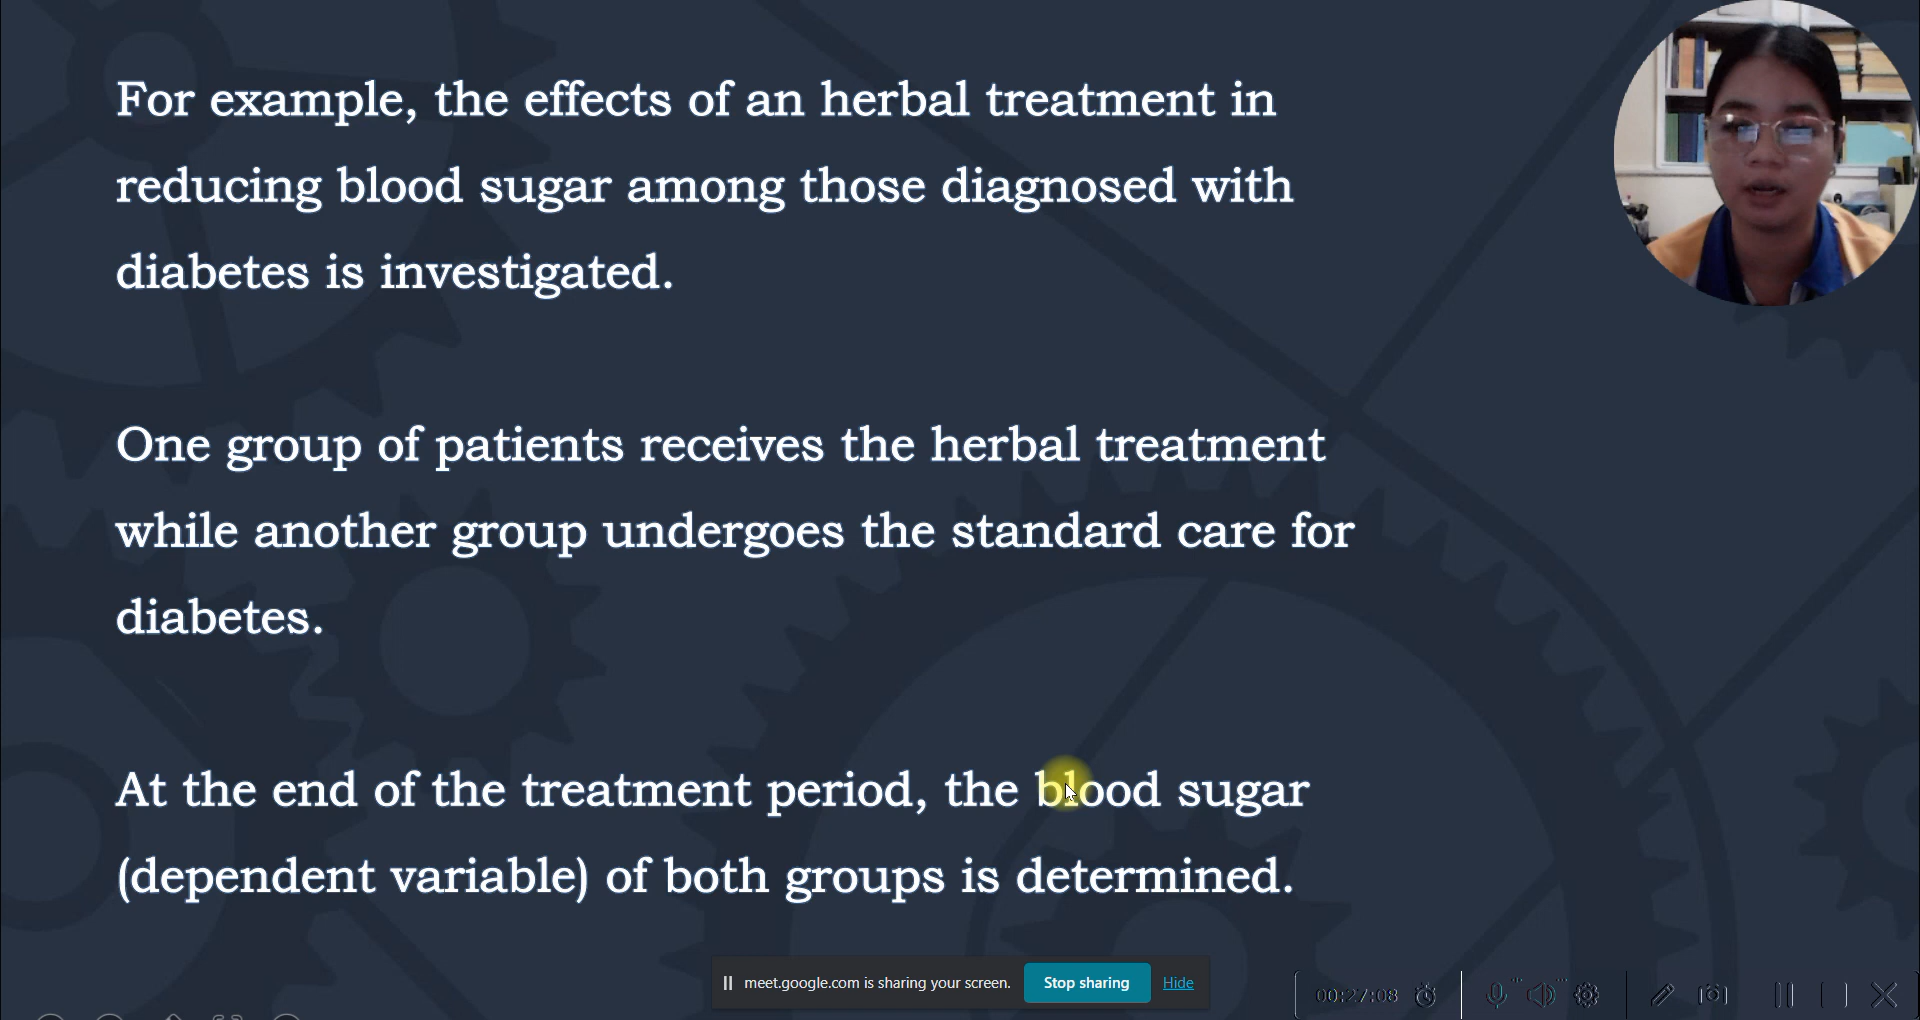 For example, the effects of an herbal treatment in
reducing blood sugar among those diagnosed with
diabetes is investigated.
One group of patients receives the herbal treatment
while another group undergoes the standard care for
diabetes.
At the end of the treatment period, the blood sugar
(dependent variable) of both groups is determined.
meet.google.com is sharing your screen. Stop sharing Hide
00:27:08